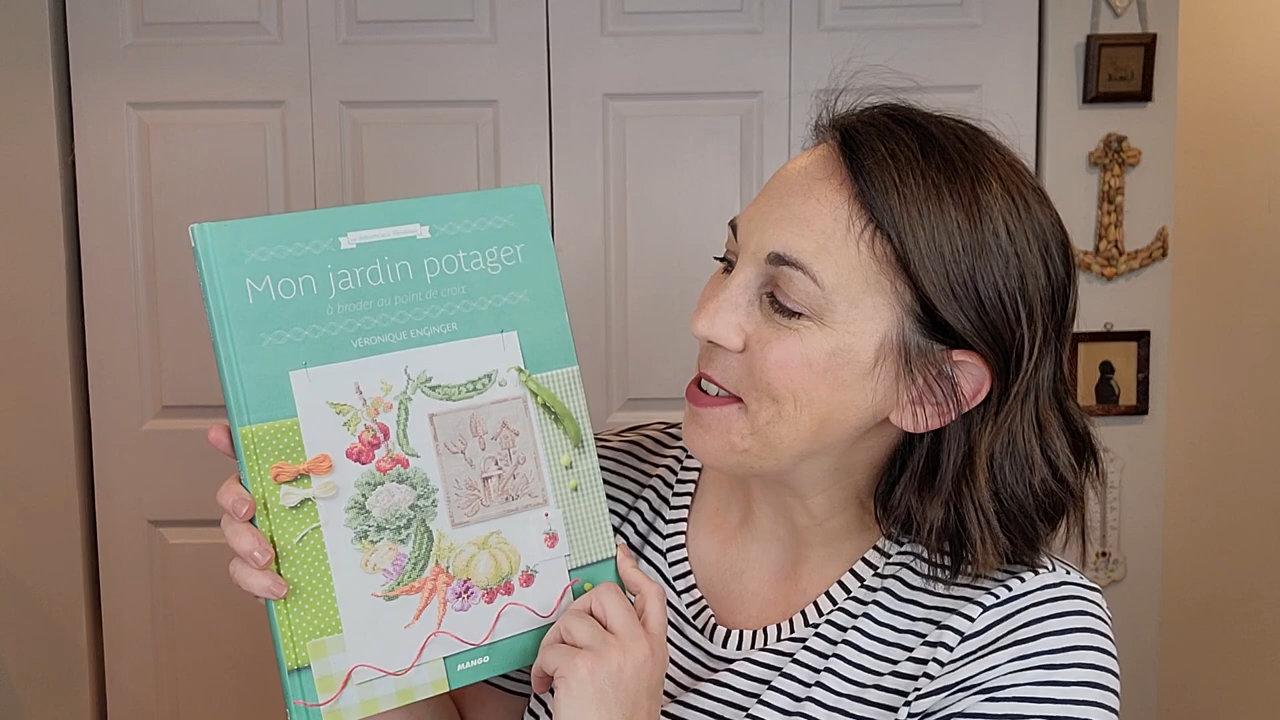 Mon jardin potager
à broder au point de croix
VÉRONIQUE ENGINGER
MANGO